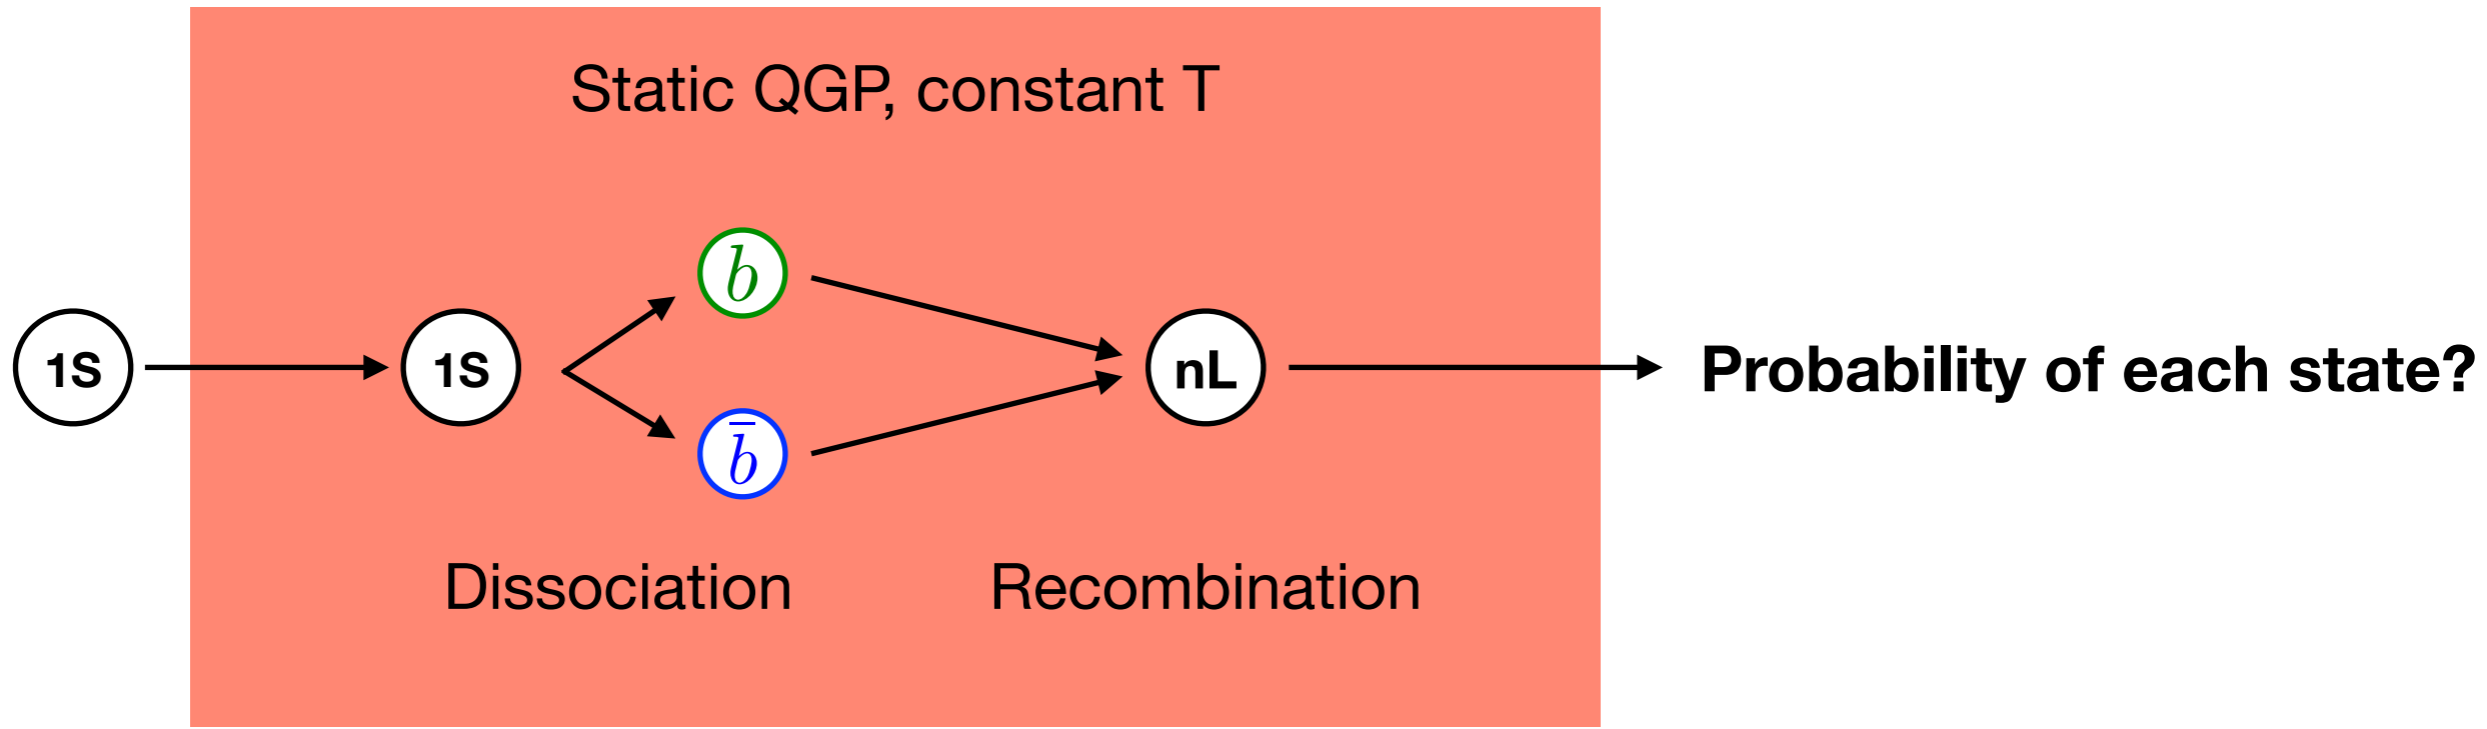 Static QGP, constant T
b
1S
1S
nL
Probability of each state?
b̄
Dissociation
Recombination